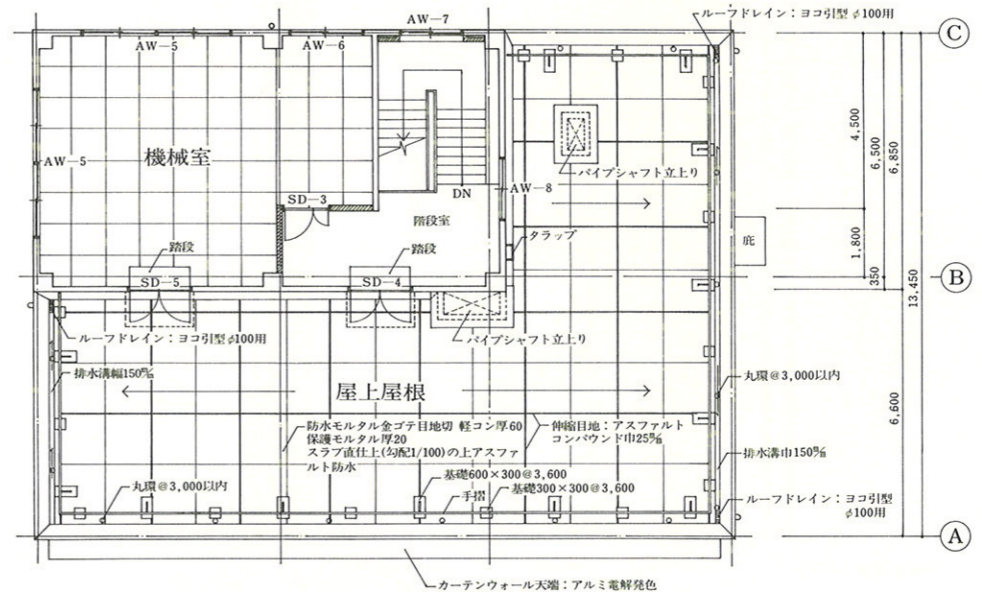 ルーフドレイン：ヨコ引型φ100用
AW−7
AW−5
AW−6
C
4,500
6,500
6,850
機械室
AW−5
パイプシャフト立上り
SD−3
DN
AW−8
階段室
踏段
踏段
タラップ
庇
1,800
350
13,450
SD−5
SD−4
B
ルーフドレイン：ヨコ引型φ100用
パイプシャフト立上り
排水溝幅150㎜
丸環@3,000以内
屋上屋根
6,600
防水モルタル金ゴテ目地切 軽コン厚60
保護モルタル厚20
スラブ直仕上(勾配1/100)の上アスファ
ルト防水
伸縮目地：アスファルト
コンパウンド巾25㎜
排水溝巾150㎜
基礎600×300@3,600
丸環@3,000以内
手摺
基礎300×300@3,600
ルーフドレイン：ヨコ引型
φ100用
A
カーテンウォール天端：アルミ電解発色